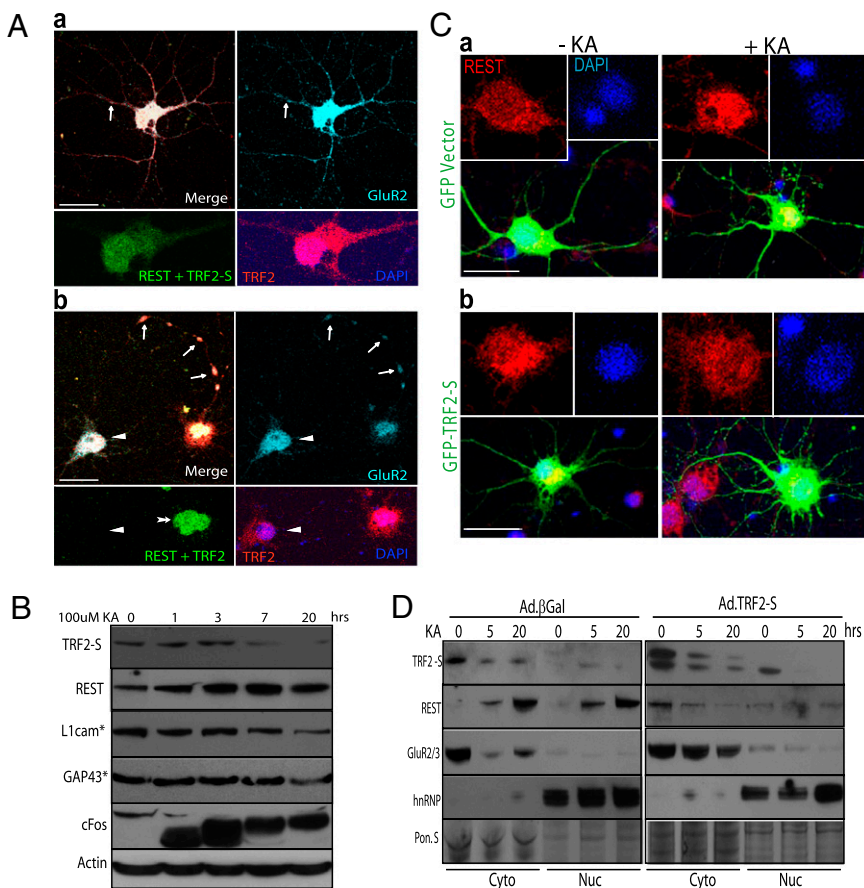 A
a
Merge
GluR2
REST + TRF2-S
TRF2
DAPI
b
Merge
GluR2
REST + TRF2
TRF2
DAPI
C
a
- KA
+ KA
REST
DAPI
GFP Vector
b
GFP-TRF2-S
B
100uM KA 0 1 3 7 20 hrs
TRF2-S
REST
L1cam*
GAP43*
cFos
Actin
D
Ad.βGal
Ad.TRF2-S
KA 0 5 20 0 5 20 0 5 20 0 5 20 hrs
TRF2 -S
REST
GluR2/3
hnRNP
Pon. S
Cyto Nuc Cyto Nuc